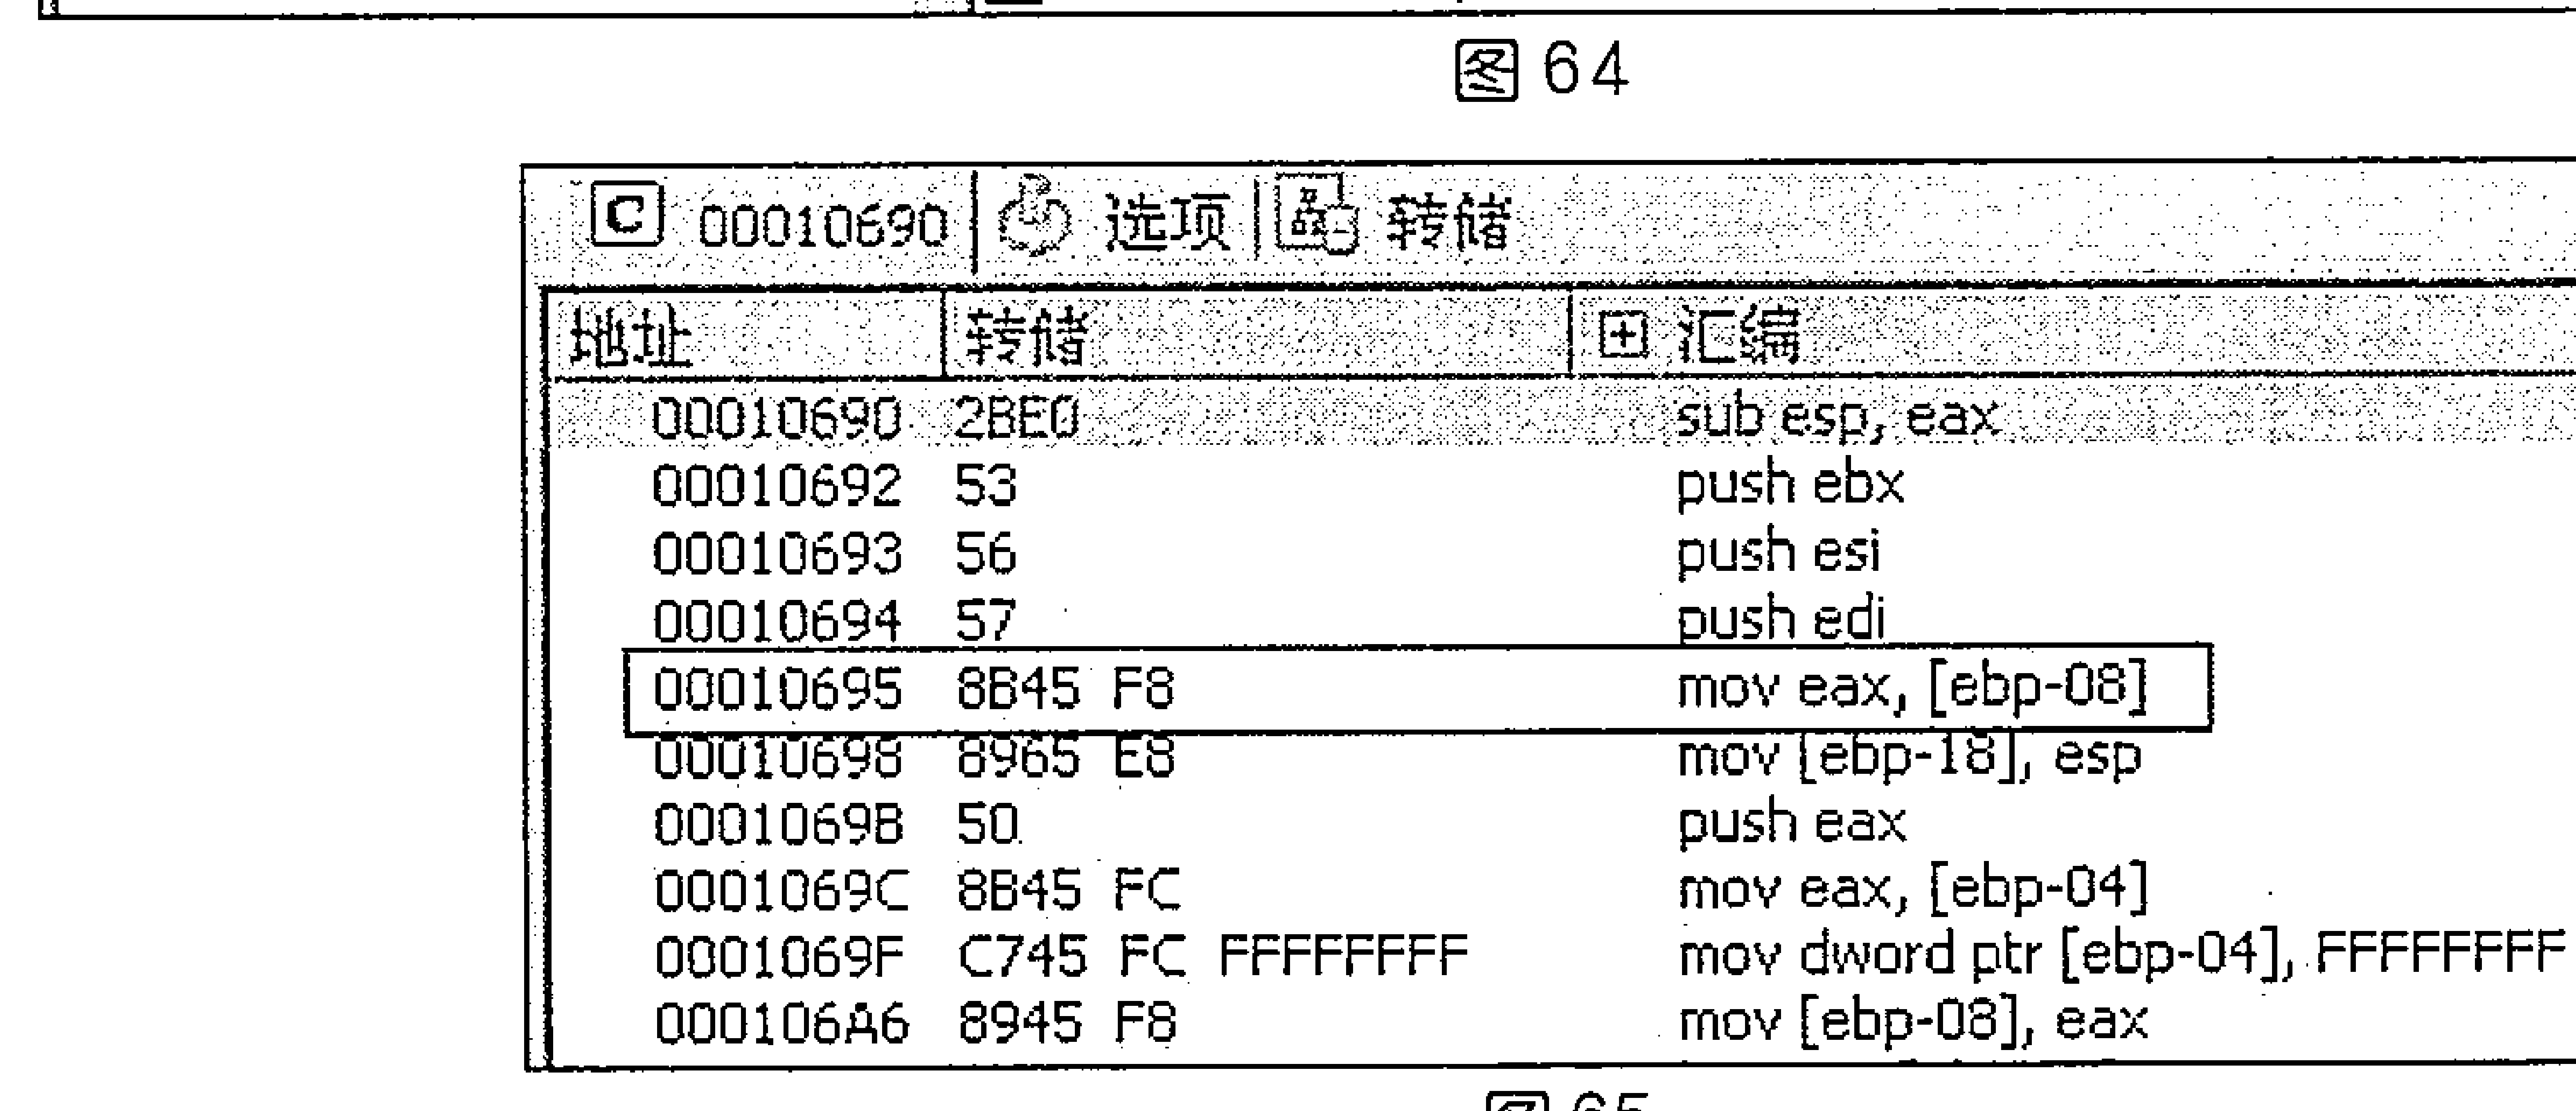 图 64
C 00010690 选项 转储
地址 转储 汇编
00010690 2BE0 sub esp, eax
00010692 53 push ebx
00010693 56 push esi
00010694 57 push edi
00010695 8B45 F8 mov eax, [ebp-08]
00010698 8965 E8 mov [ebp-18], esp
0001069B 50 push eax
0001069C 8B45 FC mov eax, [ebp-04]
0001069F C745 FC FFFFFFFF mov dword ptr [ebp-04], FFFFFFFF
000106A6 8945 F8 mov [ebp-08], eax
图 65